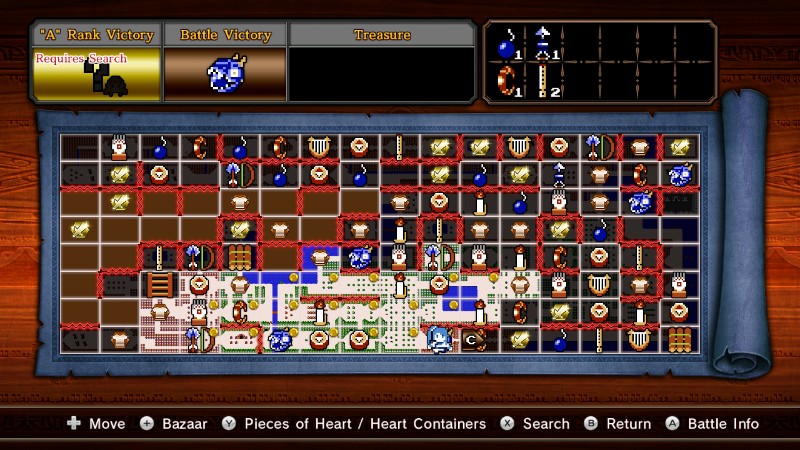 "A" Rank Victory
Battle Victory
Treasure
Requires Search
1
1
1
2
C
Move
Bazaar
Pieces of Heart / Heart Containers
Search
Return
Battle Info